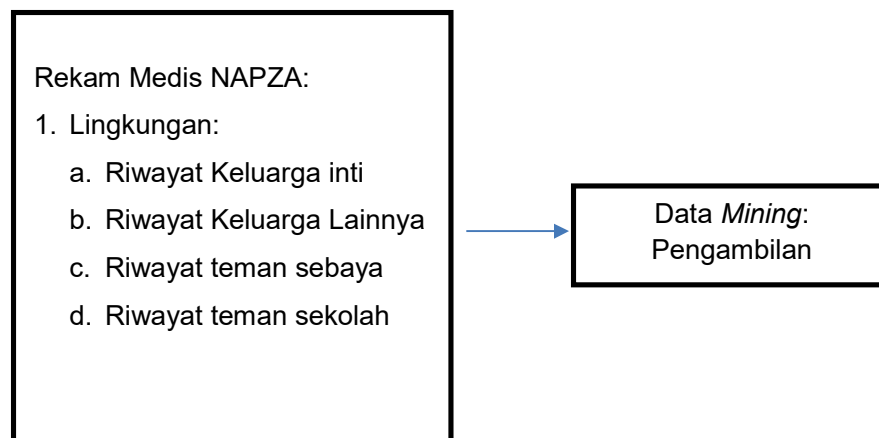 Rekam Medis NAPZA:
1. Lingkungan:
a. Riwayat Keluarga inti
b. Riwayat Keluarga Lainnya
c. Riwayat teman sebaya
d. Riwayat teman sekolah
Data Mining:
Pengambilan